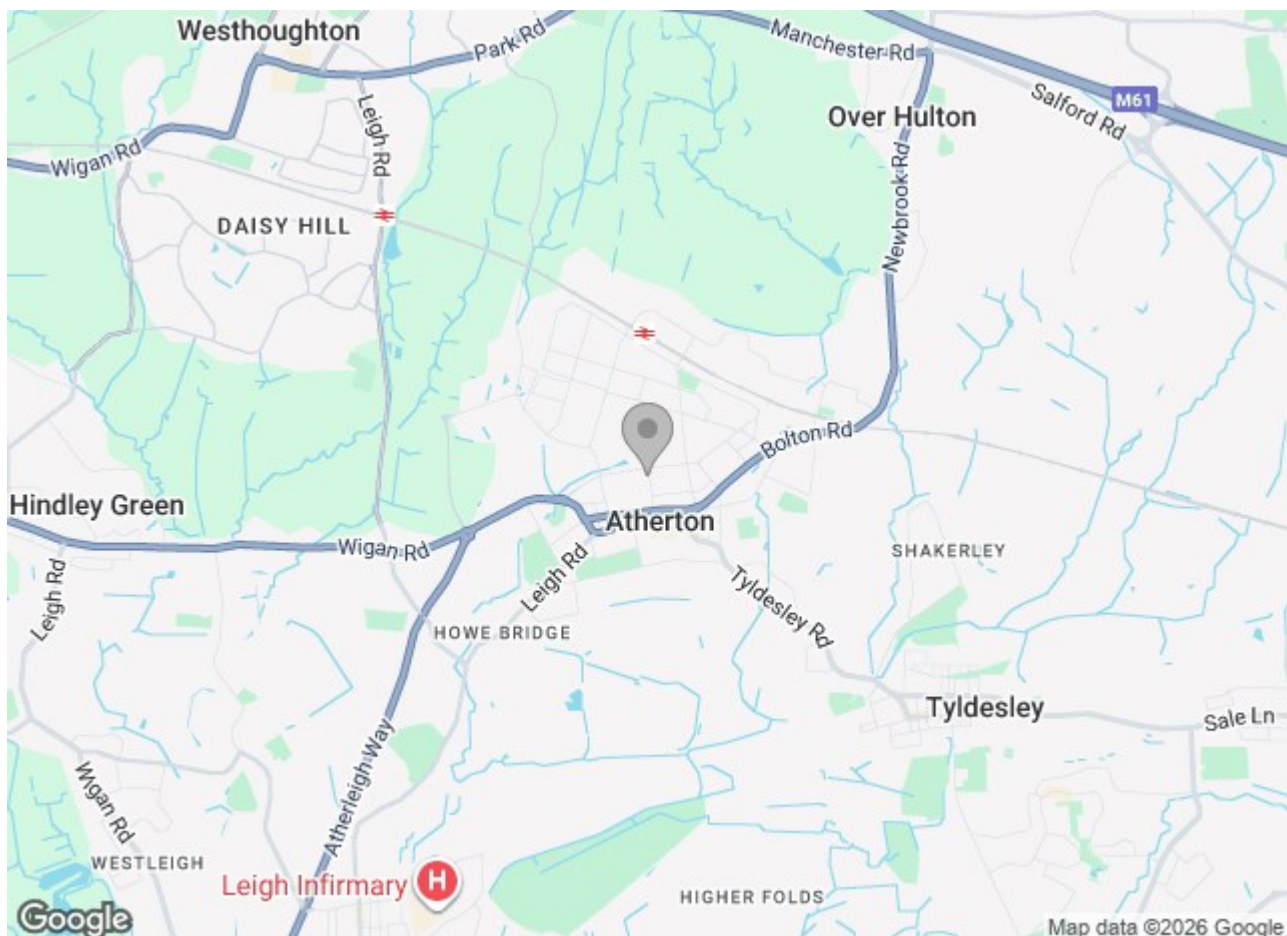 Westhoughton
Park Rd
Manchester Rd
M61
Salford Rd
Over Hulton
Leigh Rd
Wigan Rd
Newbrook Rd
DAISY HILL
Bolton Rd
Hindley Green
Atherton
Wigan Rd
Leigh Rd
SHAKERLEY
Leigh Rd
Tyldesley Rd
HOWE BRIDGE
Tyldesley
Sale Ln
Atherleigh Way
Wigan Rd
WESTLEIGH
Leigh Infirmary
H
HIGHER FOLDS
Google
Map data ©2026 Google